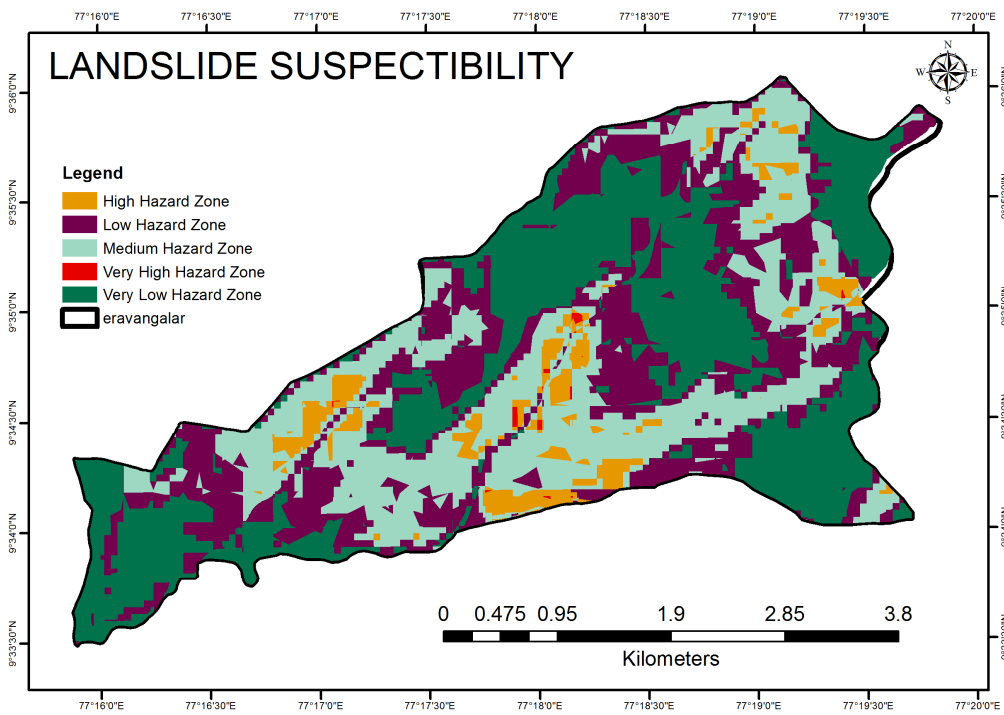 77°16'0"E 77°16'30"E 77°17'0"E 77°17'30"E 77°18'0"E 77°18'30"E 77°19'0"E 77°19'30"E 77°20'0"E
LANDSLIDE SUSPECTIBILITY
N
W E
S
9°36'0"N
9°35'30"N
9°35'0"N
9°34'30"N
9°34'0"N
9°33'30"N
Legend
High Hazard Zone
Low Hazard Zone
Medium Hazard Zone
Very High Hazard Zone
Very Low Hazard Zone
eravangalar
0 0.475 0.95 1.9 2.85 3.8
Kilometers
77°16'0"E 77°16'30"E 77°17'0"E 77°17'30"E 77°18'0"E 77°18'30"E 77°19'0"E 77°19'30"E 77°20'0"E